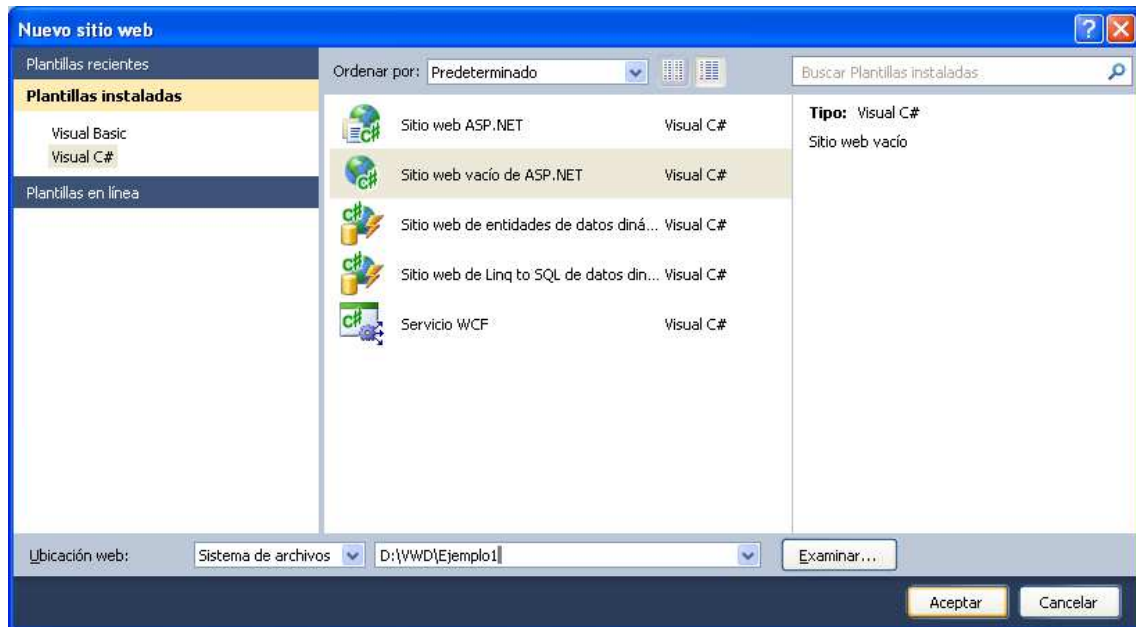 Nuevo sitio web
Plantillas recientes
Plantillas instaladas
Visual Basic
Visual C#
Plantillas en línea
Ordenar por: Predeterminado
Sitio web ASP.NET Visual C#
Sitio web vacío de ASP.NET Visual C#
Sitio web de entidades de datos diná... Visual C#
Sitio web de Linq to SQL de datos din... Visual C#
Servicio WCF Visual C#
Buscar Plantillas instaladas
Tipo: Visual C#
Sitio web vacío
Ubicación web: Sistema de archivos D:\VWD\Ejemplo1 Examinar...
Aceptar Cancelar